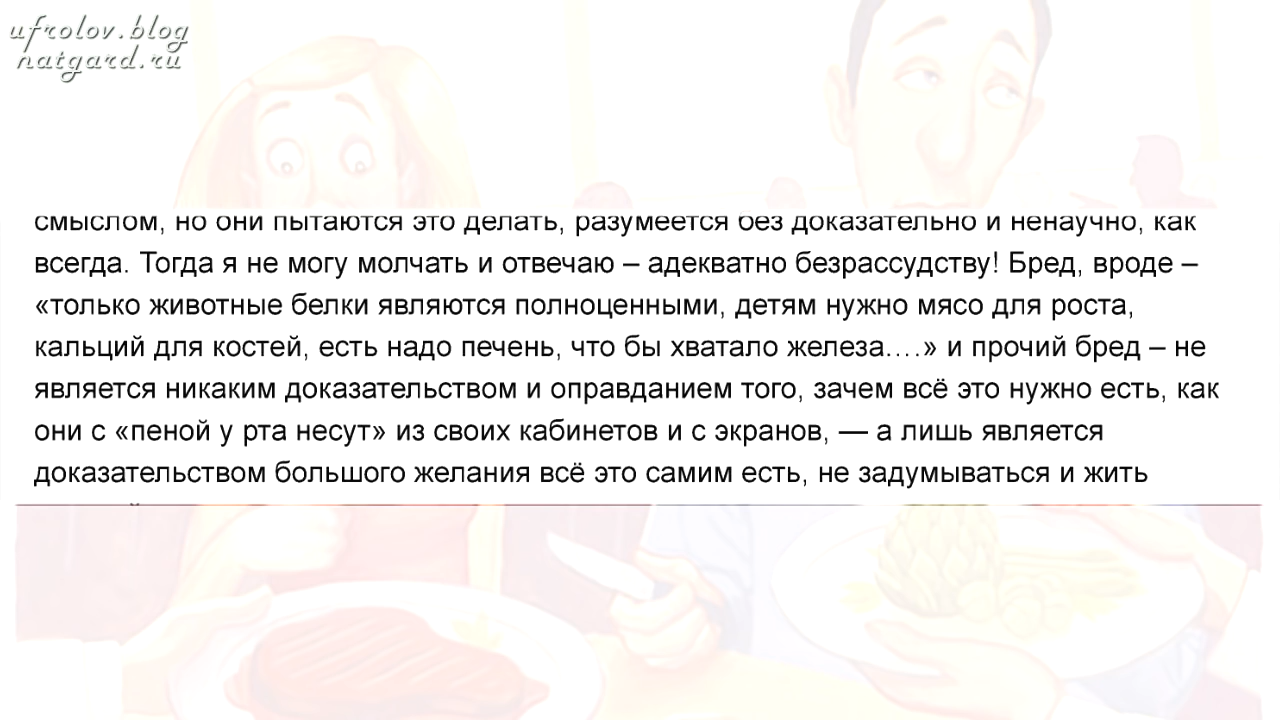 ufrolov.blog
natgard.ru
смыслом, но они пытаются это делать, разумеется без доказательно и ненаучно, как
всегда. Тогда я не могу молчать и отвечаю – адекватно безрассудству! Бред, вроде –
«только животные белки являются полноценными, детям нужно мясо для роста,
кальций для костей, есть надо печень, что бы хватало железа….» и прочий бред – не
является никаким доказательством и оправданием того, зачем всё это нужно есть, как
они с «пеной у рта несут» из своих кабинетов и с экранов, — а лишь является
доказательством большого желания всё это самим есть, не задумываться и жить